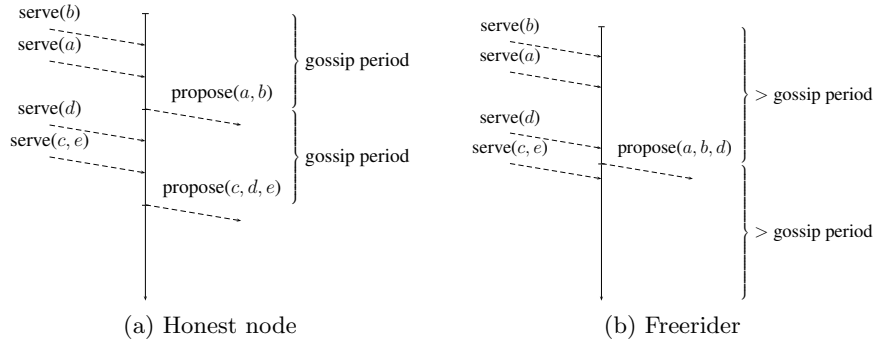 serve(b)
serve(a)
gossip period
propose(a, b)
serve(d)
serve(c, e)
gossip period
propose(c, d, e)
(a) Honest node
serve(b)
serve(a)
> gossip period
serve(d)
serve(c, e)
propose(a, b, d)
> gossip period
(b) Freerider